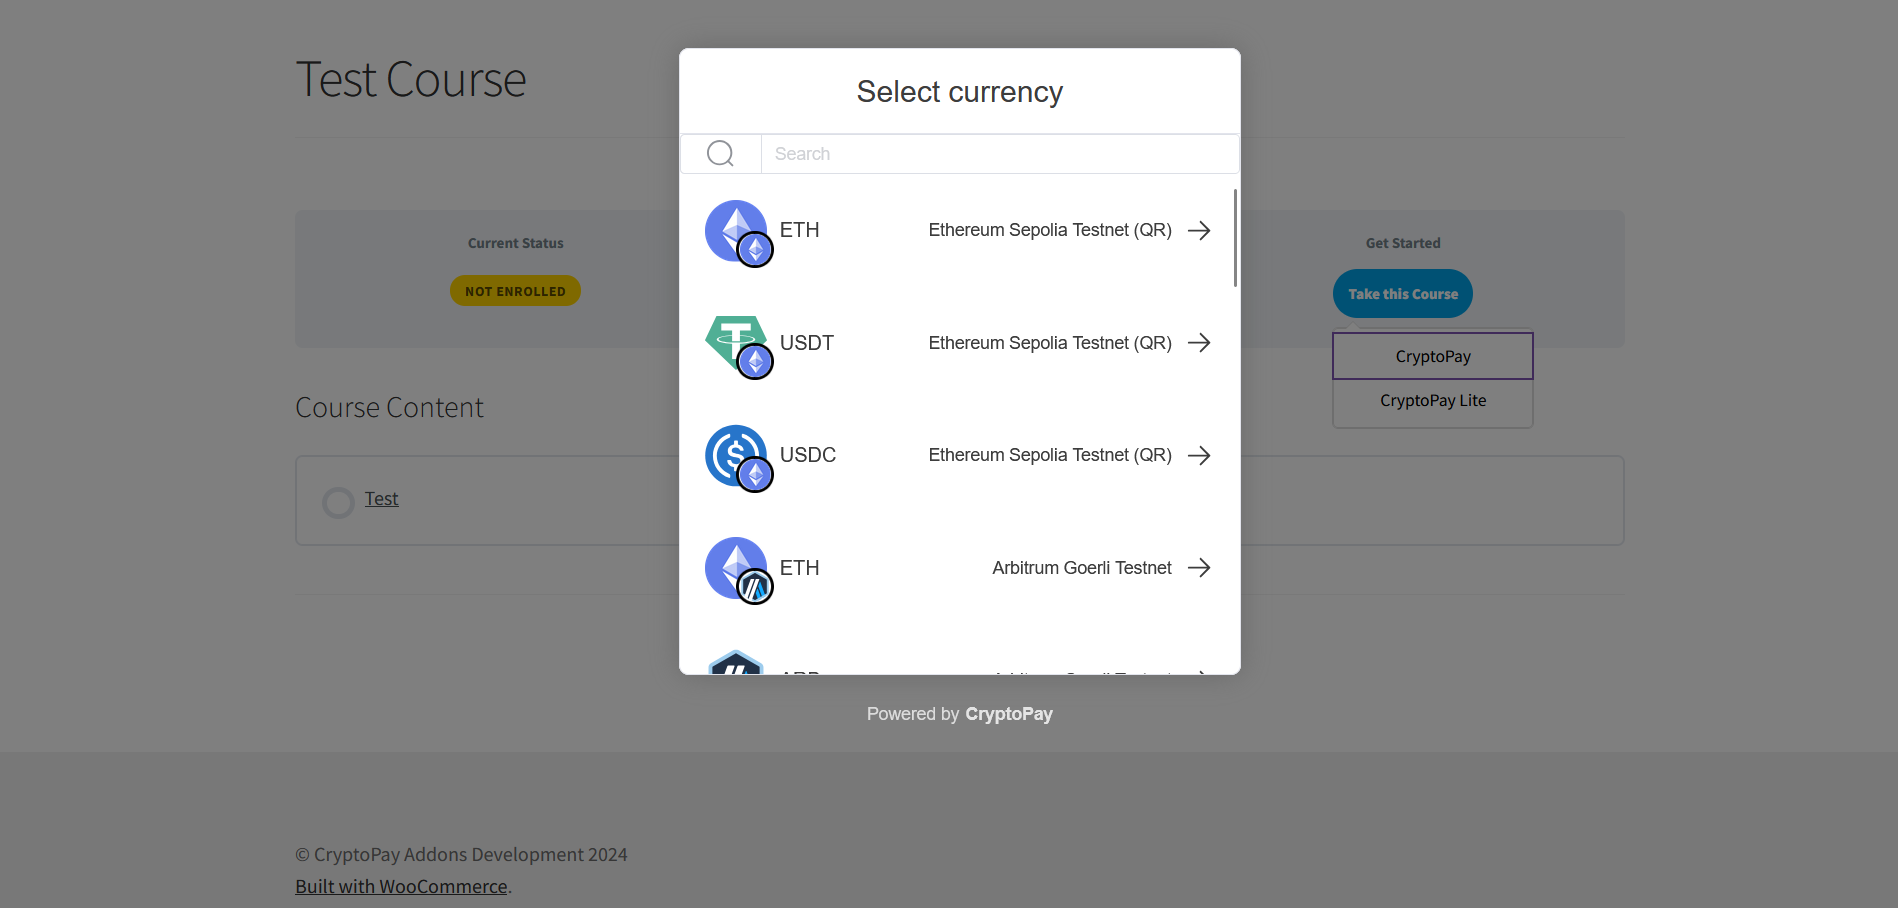 Test Course
Select currency
Search
ETH Ethereum Sepolia Testnet (QR)
USDT Ethereum Sepolia Testnet (QR)
USDC Ethereum Sepolia Testnet (QR)
ETH Arbitrum Goerli Testnet
Powered by CryptoPay
Current Status
NOT ENROLLED
Get Started
Take this Course
CryptoPay
CryptoPay Lite
Course Content
Test
© CryptoPay Addons Development 2024
Built with WooCommerce.